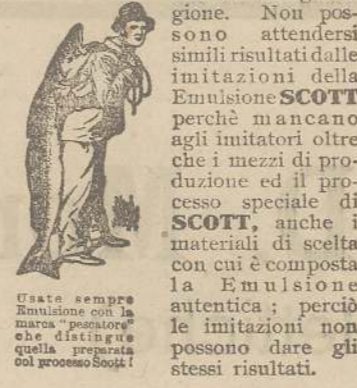 gione. Non pos-
sono attendersi
simili risultati dalle
imitazioni della
Emulsione SCOTT
perchè mancano
agli imitatori oltre
che i mezzi di pro-
duzione ed il pro-
cesso speciale di
SCOTT, anche i
materiali di scelta
con cui è composta
la Emulsione
autentica ; perciò
le imitazioni non
possono dare gli
stessi risultati.
Usate sempre
Emulsione con la
marca "pescatore"
che distingue
quella preparata
col processo Scott !